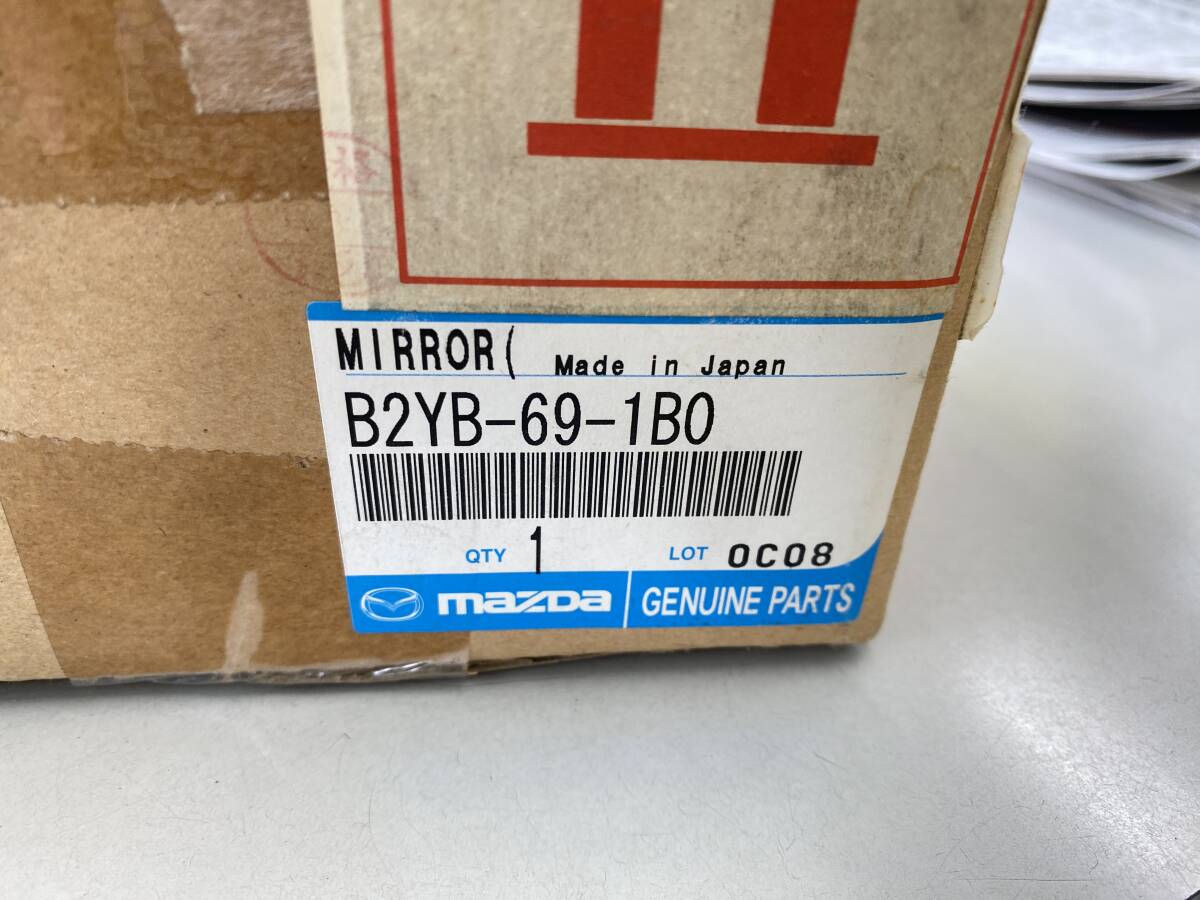 MIRROR(
Made in Japan
B2YB-69-1B0
QTY 1 LOT 0C08
mazda GENUINE PARTS